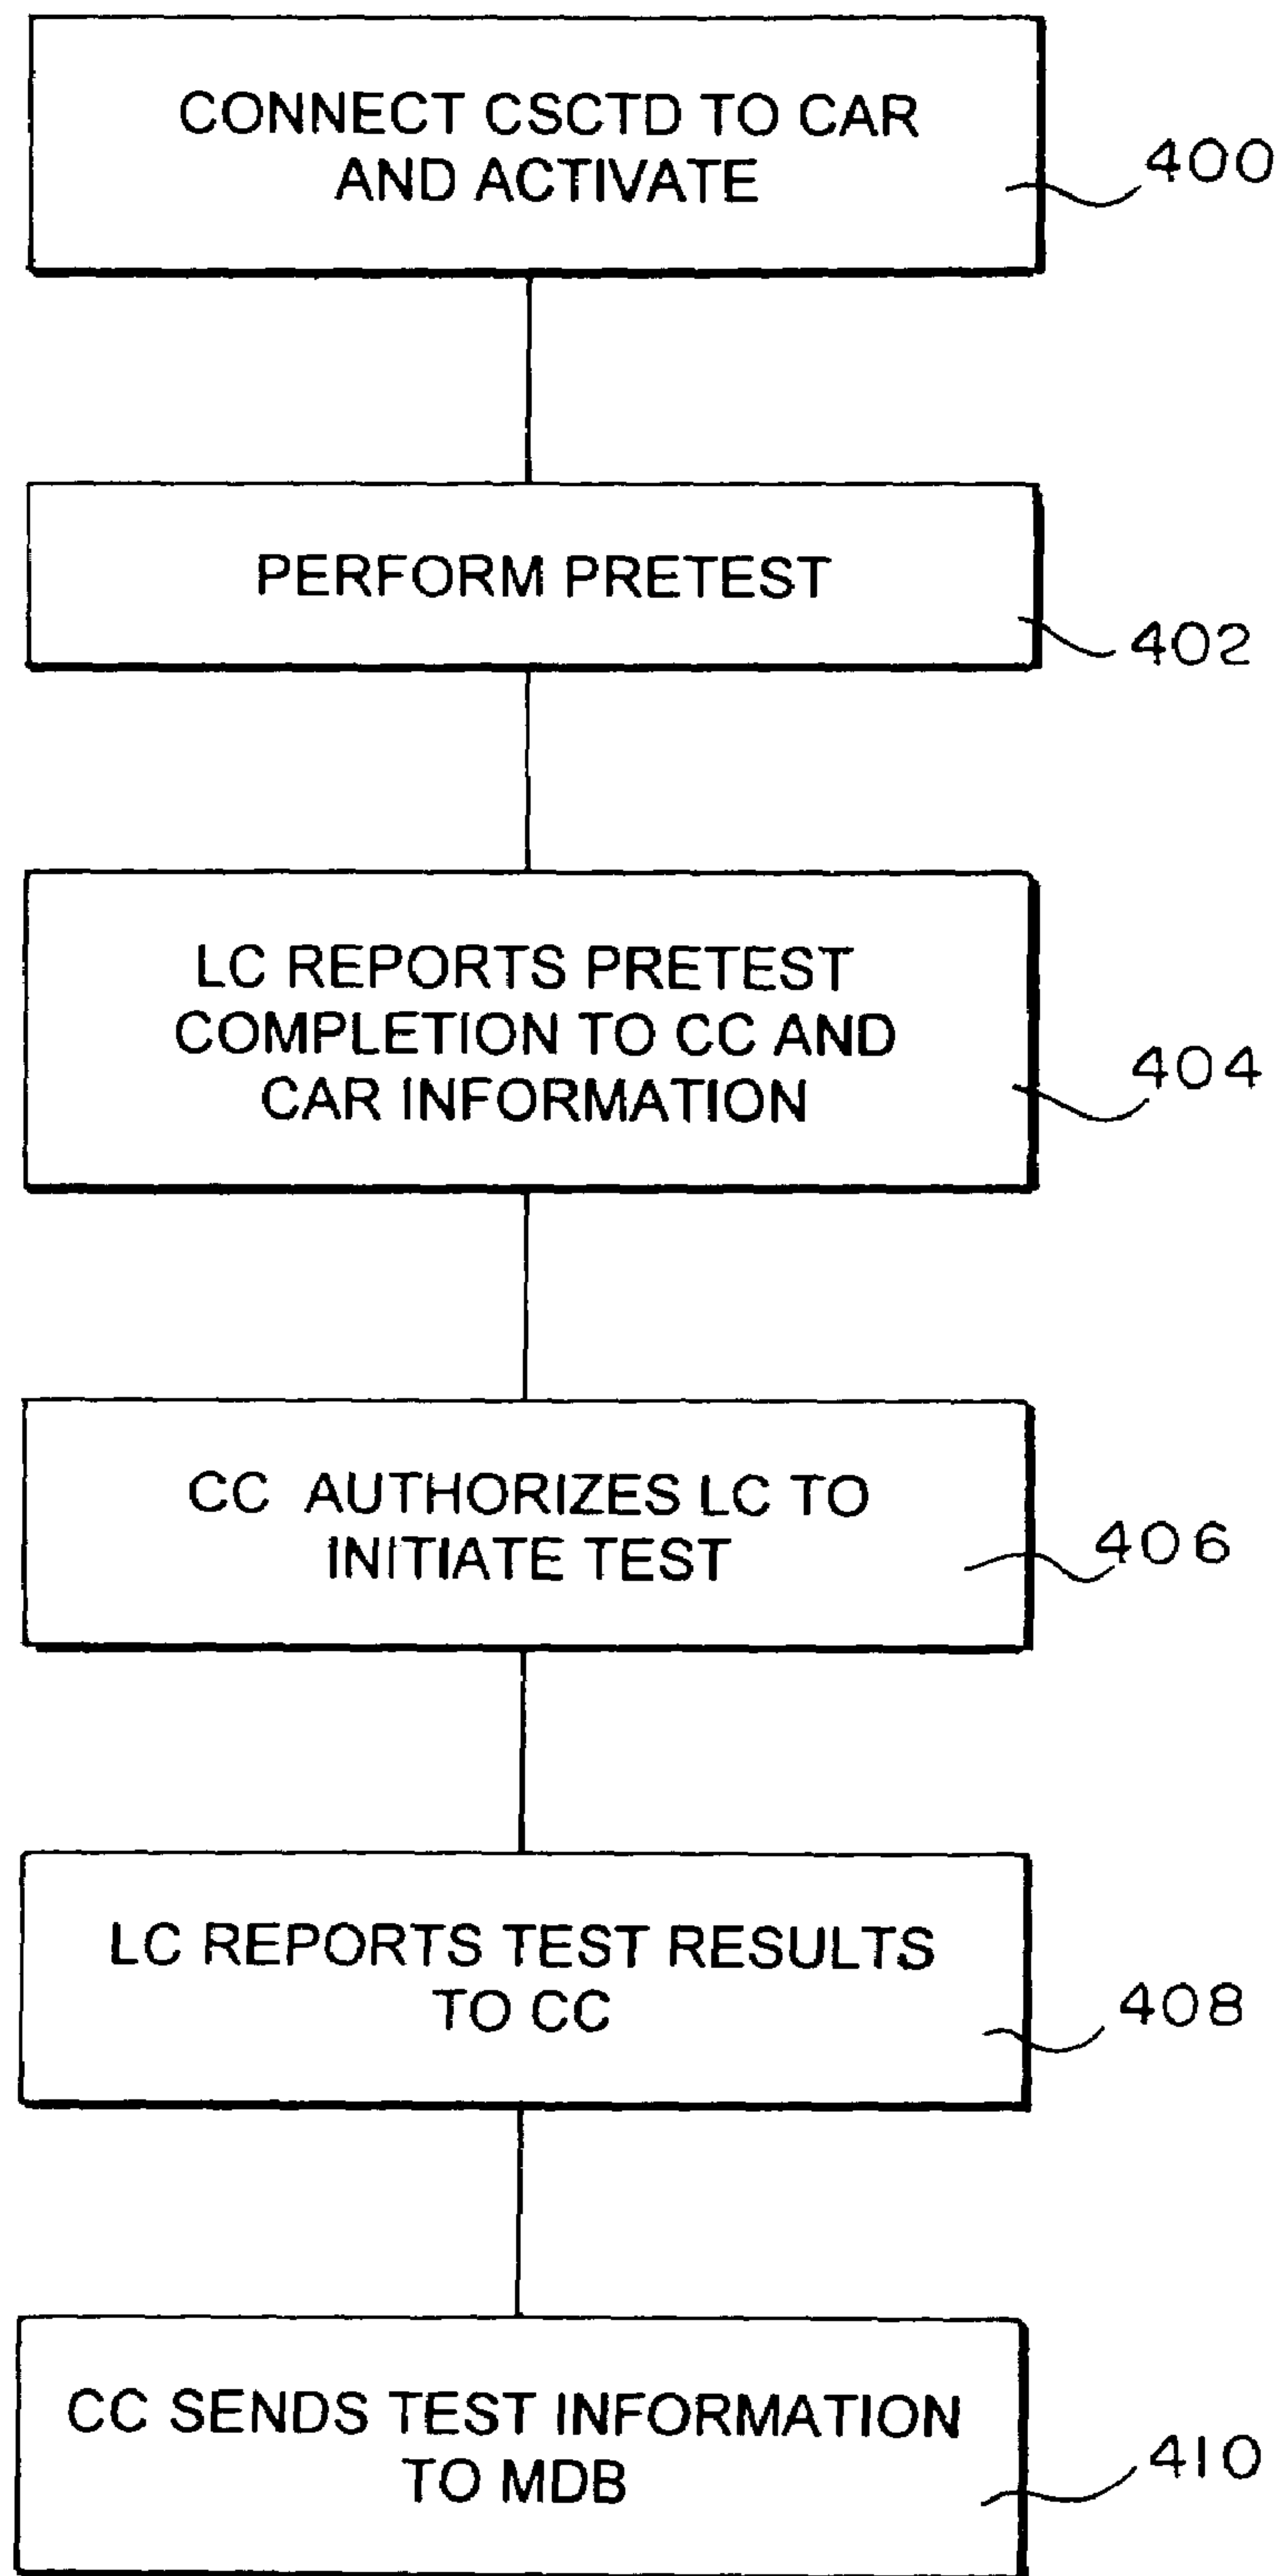 CONNECT CSCTD TO CAR
AND ACTIVATE
400
PERFORM PRETEST
402
LC REPORTS PRETEST
COMPLETION TO CC AND
CAR INFORMATION
404
CC AUTHORIZES LC TO
INITIATE TEST
406
LC REPORTS TEST RESULTS
TO CC
408
CC SENDS TEST INFORMATION
TO MDB
410